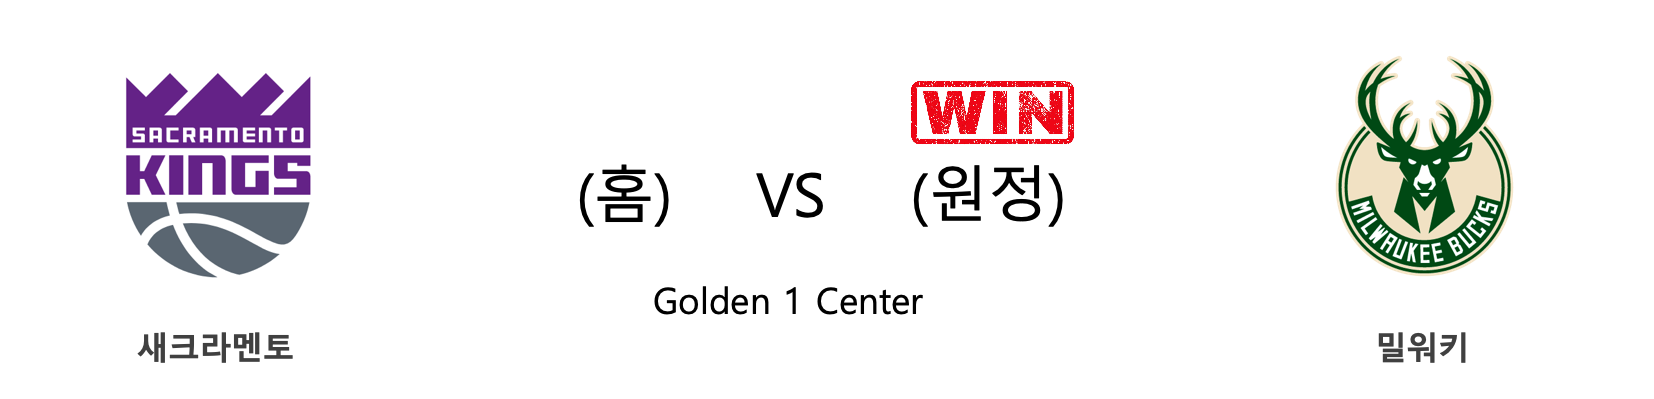 SACRAMENTO
KINGS
새크라멘토
WIN
(홈) VS (원정)
Golden 1 Center
MILWAUKEE BUCKS
밀워키